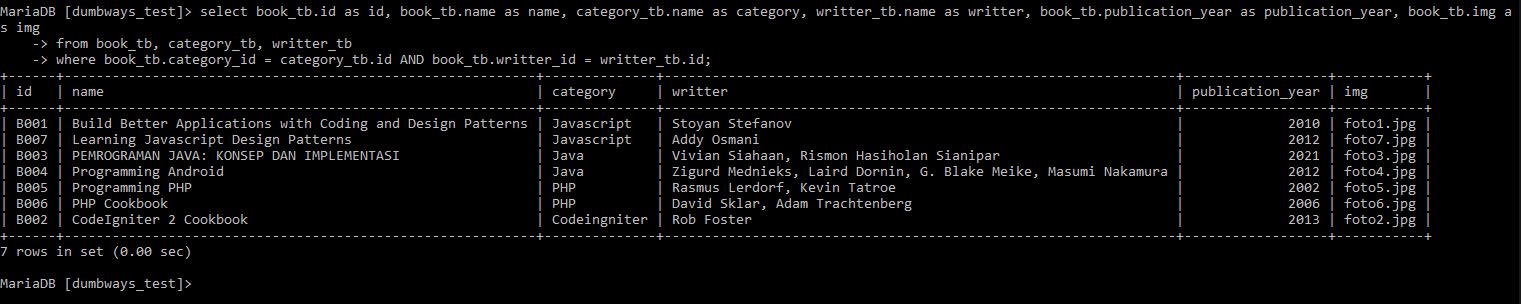 MariaDB [dumbways_test]> select book_tb.id as id, book_tb.name as name, category_tb.name as category, writter_tb.name as writter, book_tb.publication_year as publication_year, book_tb.img a
s img
    -> from book_tb, category_tb, writter_tb
    -> where book_tb.category_id = category_tb.id AND book_tb.writter_id = writter_tb.id;
+------+----------------------------------------------------------+--------------+----------------------------------------------------------------+------------------+-----------+
| id   | name                                                     | category     | writter                                                        | publication_year | img       |
+------+----------------------------------------------------------+--------------+----------------------------------------------------------------+------------------+-----------+
| B001 | Build Better Applications with Coding and Design Patterns | Javascript   | Stoyan Stefanov                                                |             2010 | foto1.jpg |
| B007 | Learning Javascript Design Patterns                      | Javascript   | Addy Osmani                                                    |             2012 | foto7.jpg |
| B003 | PEMROGRAMAN JAVA: KONSEP DAN IMPLEMENTASI                | Java         | Vivian Siahaan, Rismon Hasiholan Sianipar                      |             2021 | foto3.jpg |
| B004 | Programming Android                                      | Java         | Zigurd Mednieks, Laird Dornin, G. Blake Meike, Masumi Nakamura |             2012 | foto4.jpg |
| B005 | Programming PHP                                          | PHP          | Rasmus Lerdorf, Kevin Tatroe                                   |             2002 | foto5.jpg |
| B006 | PHP Cookbook                                             | PHP          | David Sklar, Adam Trachtenberg                                 |             2006 | foto6.jpg |
| B002 | CodeIgniter 2 Cookbook                                   | Codeingniter | Rob Foster                                                     |             2013 | foto2.jpg |
+------+----------------------------------------------------------+--------------+----------------------------------------------------------------+------------------+-----------+
7 rows in set (0.00 sec)

MariaDB [dumbways_test]>